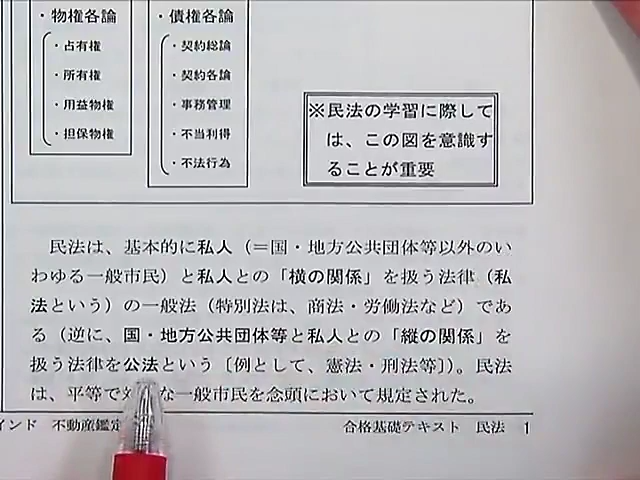 ・物権各論
・占有権
・所有権
・用益物権
・担保物権
・債権各論
・契約総論
・契約各論
・事務管理
・不当利得
・不法行為
※民法の学習に際して
は、この図を意識す
ることが重要
民法は、基本的に私人（＝国・地方公共団体等以外のい
わゆる一般市民）と私人との「横の関係」を扱う法律（私
法という）の一般法（特別法は、商法・労働法など）であ
る（逆に、国・地方公共団体等と私人との「縦の関係」を
扱う法律を公法という〔例として、憲法・刑法等〕）。民法
は、平等で対 な一般市民を念頭において規定された。
インド 不動産鑑定
合格基礎テキスト 民法 1